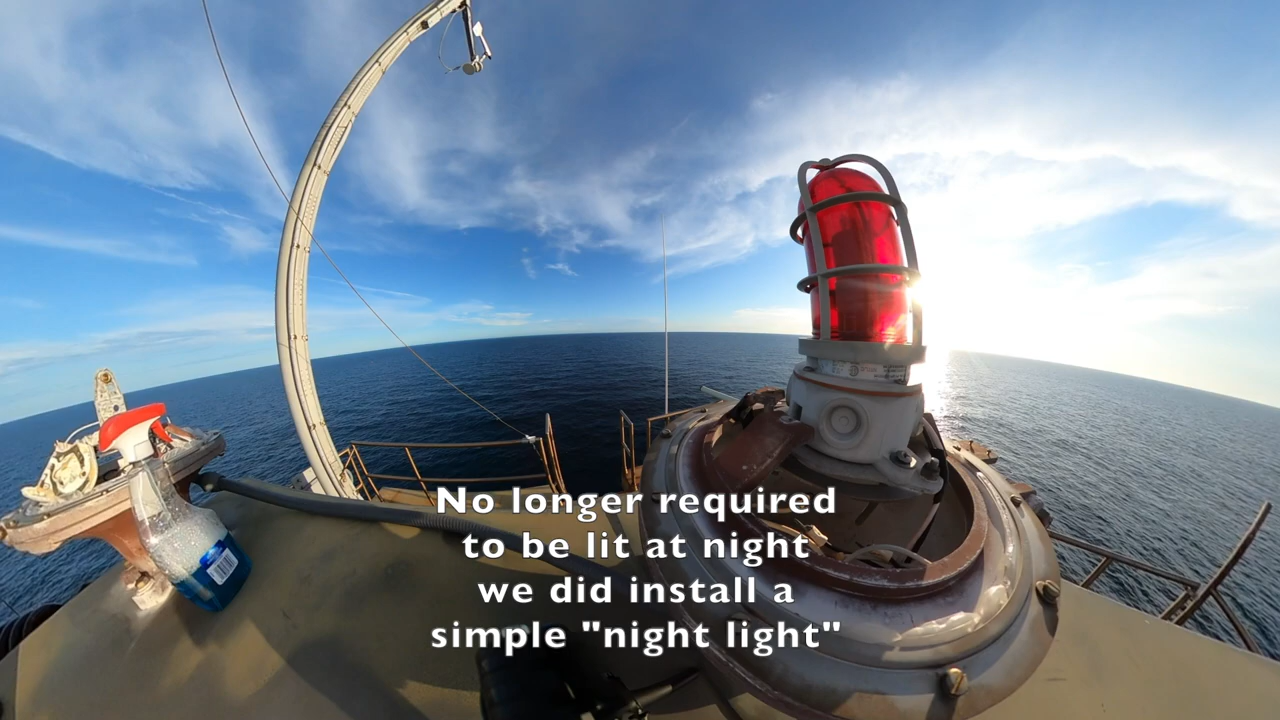 No longer required
to be lit at night
we did install a
simple "night light"